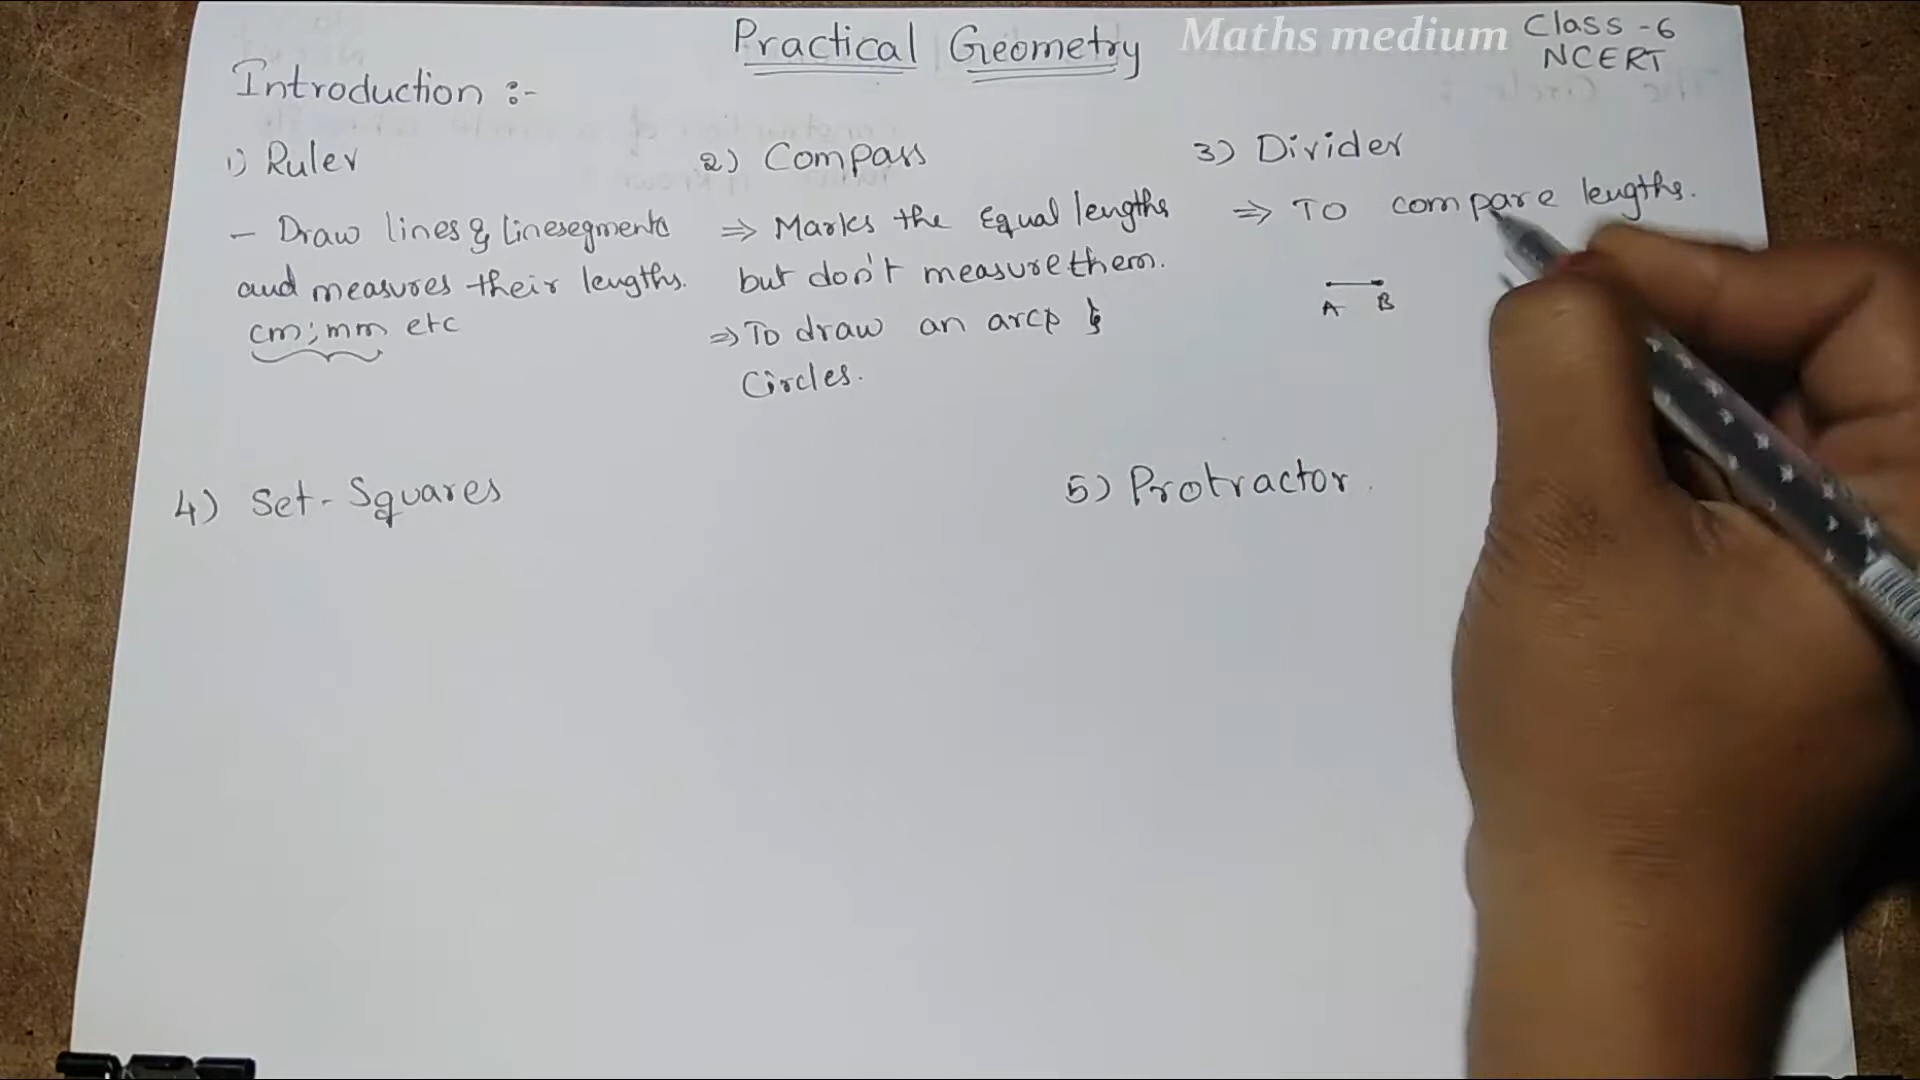 Practical Geometry
Maths medium
Class - 6
NCERT
Introduction :-
1) Ruler
- Draw lines & linesegments
and measures their lengths.
cm; mm etc
2) Compass
⇒ Marks the Equal lengths
but don't measure them.
⇒ To draw an arcs &
Circles.
3) Divider
⇒ TO compare lengths.
A B
4) Set - Squares
5) Protractor.